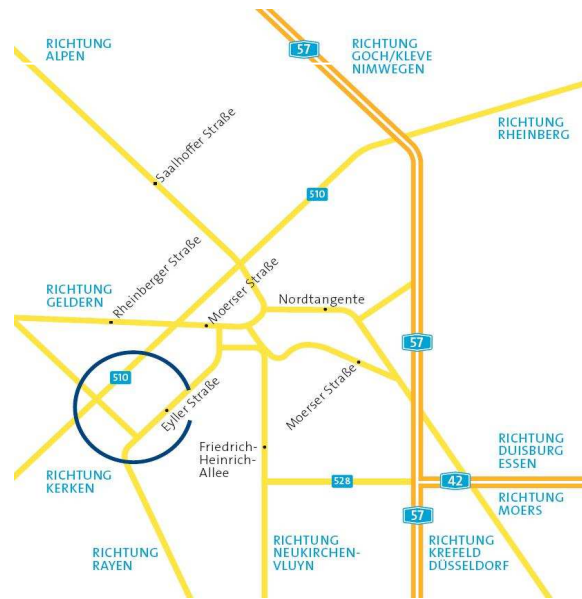 RICHTUNG
ALPEN
57
RICHTUNG
GOCH/KLEVE
NIMWEGEN
RICHTUNG
RHEINBERG
Saalhoffer Straße
510
Rheinberger Straße
Moerser Straße
RICHTUNG
GELDERN
Nordtangente
57
510
Eyller Straße
Moerser Straße
Friedrich-
Heinrich-
Allee
RICHTUNG
DUISBURG
ESSEN
RICHTUNG
KERKEN
528
42
RICHTUNG
MOERS
57
RICHTUNG
RAYEN
RICHTUNG
NEUKIRCHEN-
VLUYN
RICHTUNG
KREFELD
DÜSSELDORF